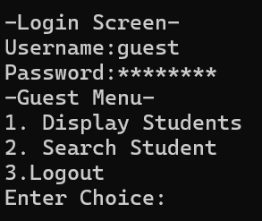 -Login Screen-
Username:guest
Password:********
-Guest Menu-
1. Display Students
2. Search Student
3.Logout
Enter Choice: